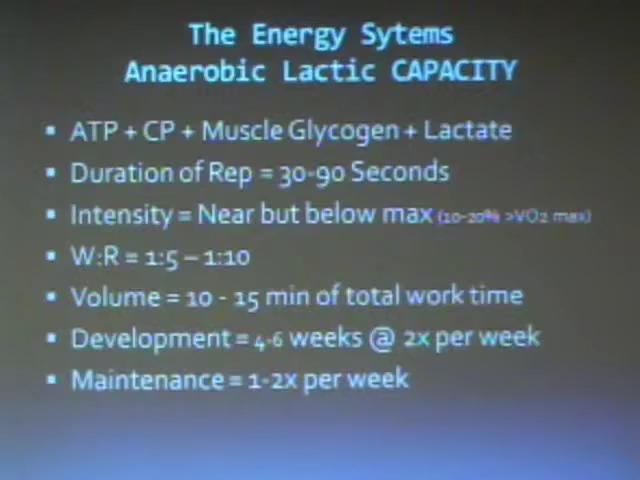 The Energy Sytems
Anaerobic Lactic CAPACITY
▪ ATP + CP + Muscle Glycogen + Lactate
▪ Duration of Rep = 30-90 Seconds
▪ Intensity = Near but below max (10-20% >VO2 max)
▪ W:R = 1:5 – 1:10
▪ Volume = 10 - 15 min of total work time
▪ Development = 4-6 weeks @ 2x per week
▪ Maintenance = 1-2x per week